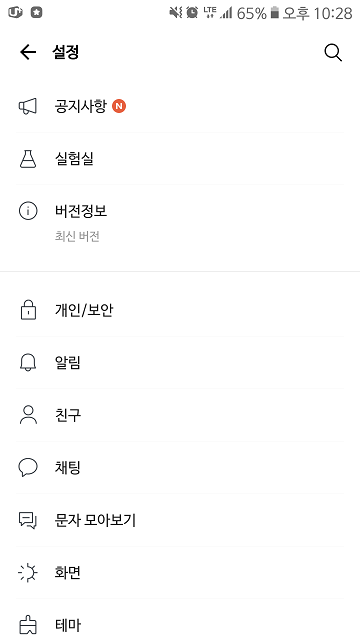 U+ LTE 65% 오후 10:28
설정
공지사항 N
실험실
버전정보
최신 버전
개인/보안
알림
친구
채팅
문자 모아보기
화면
테마